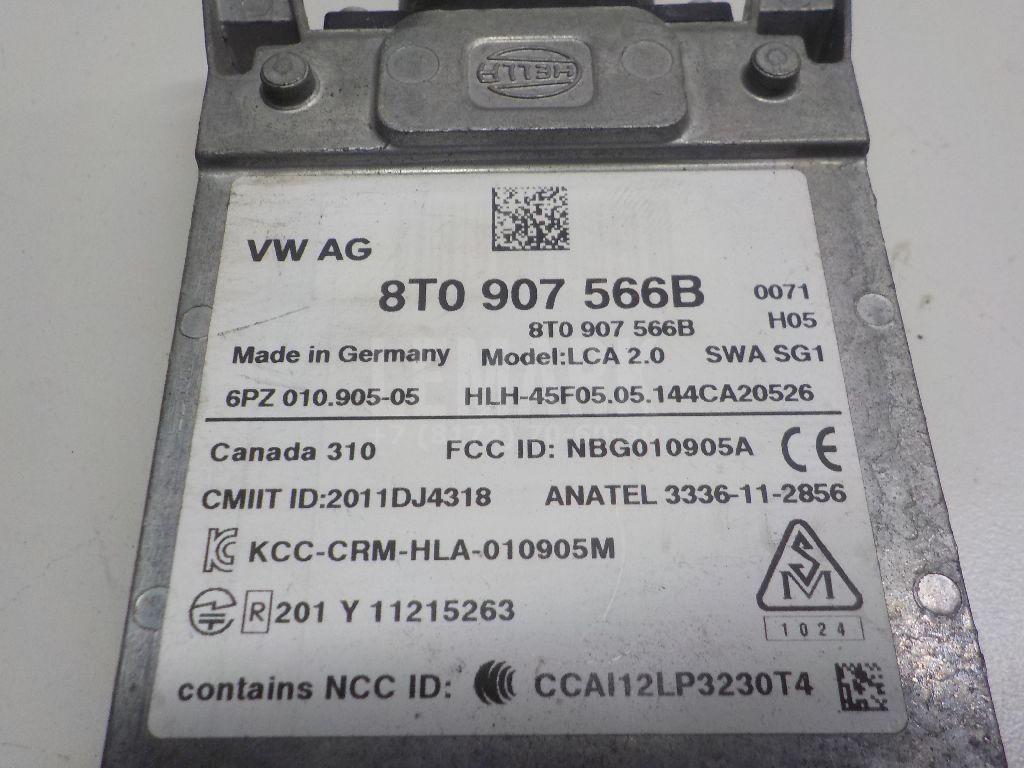 HELLA
VW AG
8T0 907 566B 0071
8T0 907 566B H05
Made in Germany Model:LCA 2.0 SWA SG1
6PZ 010.905-05 HLH-45F05.05.144CA20526
Canada 310 FCC ID: NBG010905A CE
CMIIT ID:2011DJ4318 ANATEL 3336-11-2856
KCC-CRM-HLA-010905M
R 201 Y 11215263
SM
1024
contains NCC ID: CCAI12LP3230T4